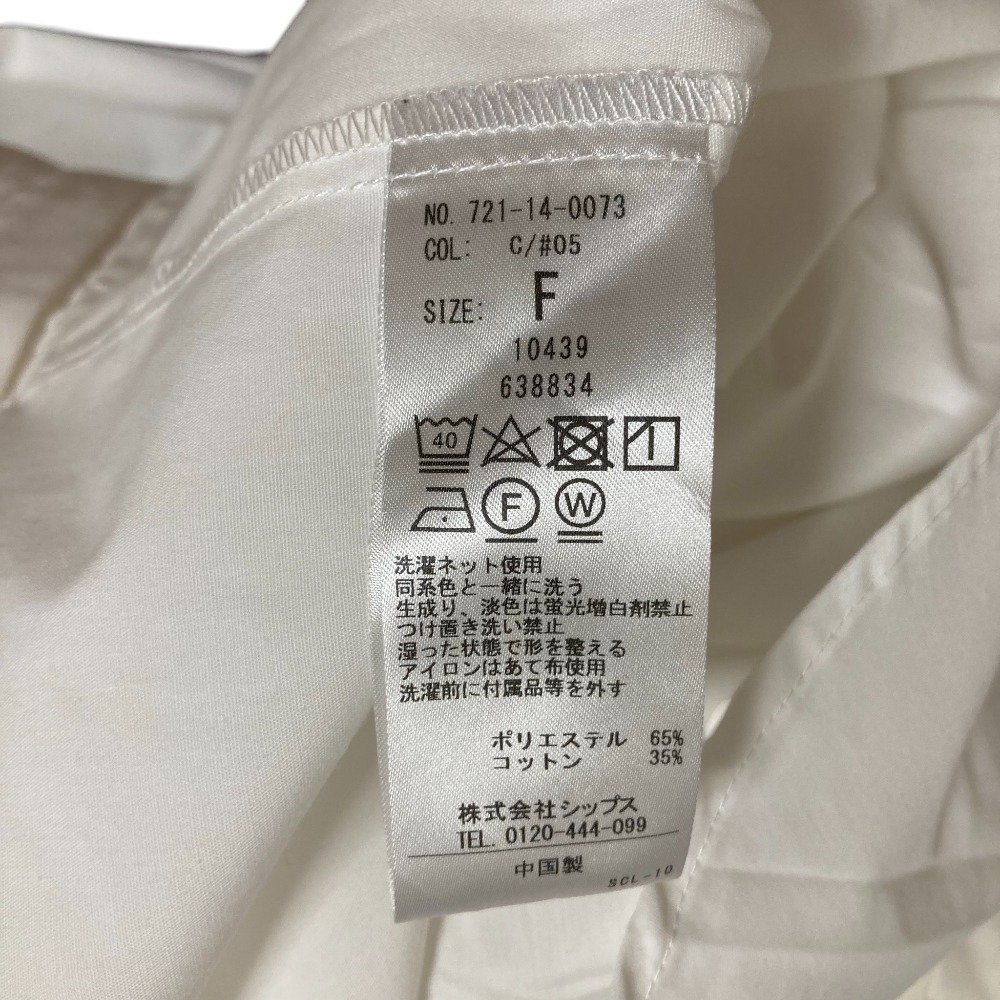 NO. 721-14-0073
COL: C/#05
SIZE: F
10439
638834
40
F
W
洗濯ネット使用
同系色と一緒に洗う
生成り、淡色は蛍光増白剤禁止
つけ置き洗い禁止
湿った状態で形を整える
アイロンはあて布使用
洗濯前に付属品等を外す
ポリエステル 65%
コットン 35%
株式会社シップス
TEL. 0120-444-099
中国製
SCL-10